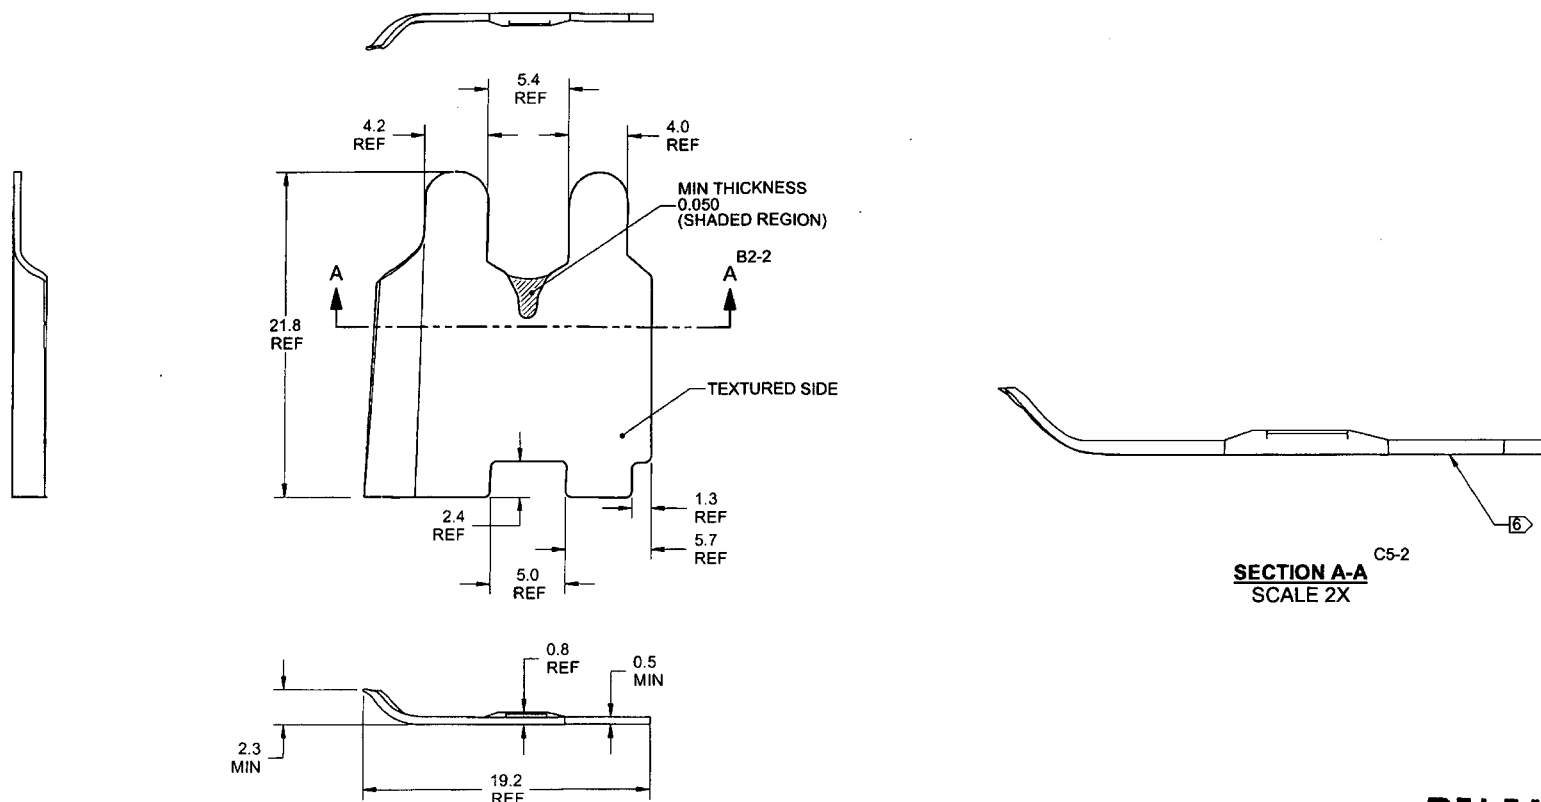 5.4
REF
4.2
REF
4.0
REF
MIN THICKNESS
0.050
(SHADED REGION)
A
A
B2-2
21.8
REF
TEXTURED SIDE
2.4
REF
1.3
REF
5.7
REF
5.0
REF
6
C5-2
SECTION A-A
SCALE 2X
0.8
REF
0.5
MIN
2.3
MIN
19.2
REF